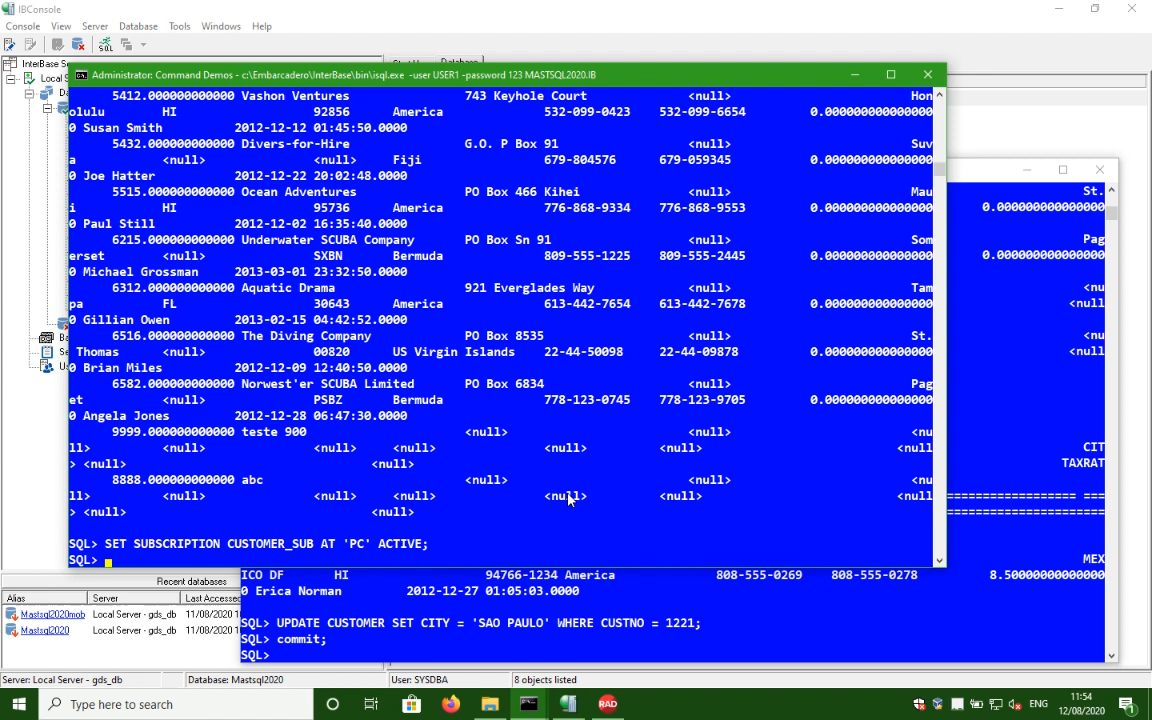 IBConsole
Console View Server Database Tools Windows Help
InterBase Se
Local S
Administrator: Command Demos - c:\Embarcadero\InterBase\bin\isql.exe -user USER1 -password 123 MASTSQL2020.IB
5412.000000000000 Vashon Ventures 743 Keyhole Court <null> Hon
olulu HI 92856 America 532-099-0423 532-099-6654 0.000000000000000
0 Susan Smith 2012-12-12 01:45:50.0000
5432.000000000000 Divers-for-Hire G.O. P Box 91 <null> Suv
a <null> <null> Fiji 679-804576 679-059345 0.000000000000000
0 Joe Hatter 2012-12-22 20:02:48.0000
5515.000000000000 Ocean Adventures PO Box 466 Kihei <null> Mau
i HI 95736 America 776-868-9334 776-868-9553 0.000000000000000
0 Paul Still 2012-12-02 16:35:40.0000
6215.000000000000 Underwater SCUBA Company PO Box Sn 91 <null> Som
erset <null> SXBN Bermuda 809-555-1225 809-555-2445 0.000000000000000
0 Michael Grossman 2013-03-01 23:32:50.0000
6312.000000000000 Aquatic Drama 921 Everglades Way <null> Tam
pa FL 30643 America 613-442-7654 613-442-7678 0.000000000000000
0 Gillian Owen 2013-02-15 04:42:52.0000
6516.000000000000 The Diving Company PO Box 8535 <null> St.
Thomas <null> 00820 US Virgin Islands 22-44-50098 22-44-09878 0.000000000000000
0 Brian Miles 2012-12-09 12:40:50.0000
6582.000000000000 Norwest'er SCUBA Limited PO Box 6834 <null> Pag
et <null> PSBZ Bermuda 778-123-0745 778-123-9705 0.000000000000000
0 Angela Jones 2012-12-28 06:47:30.0000
9999.000000000000 teste 900 <null> <null> <nu
ll> <null> <null> <null> <null> <null> <null
> <null> <null>
8888.000000000000 abc <null> <null> <nu
ll> <null> <null> <null> <null> <null> <null
> <null> <null>
SQL> SET SUBSCRIPTION CUSTOMER_SUB AT 'PC' ACTIVE;
SQL>
St.
0.000000000000000
Pag
0.000000000000000
<nu
<null
<nu
<null
CIT
TAXRAT
================== ===
======================
MEX
ICO DF HI 94766-1234 America 808-555-0269 808-555-0278 8.50000000000000
0 Erica Norman 2012-12-27 01:05:03.0000
SQL> UPDATE CUSTOMER SET CITY = 'SAO PAULO' WHERE CUSTNO = 1221;
SQL> commit;
SQL>
Recent databases
Alias Server Last Accessed
Mastsql2020mob Local Server - gds_db 11/08/2020 1
Mastsql2020 Local Server - gds_db 11/08/2020 1
Server: Local Server - gds_db Database: Mastsql2020 User: SYSDBA 8 objects listed
Type here to search
RAD
ENG
11:54
12/08/2020
1